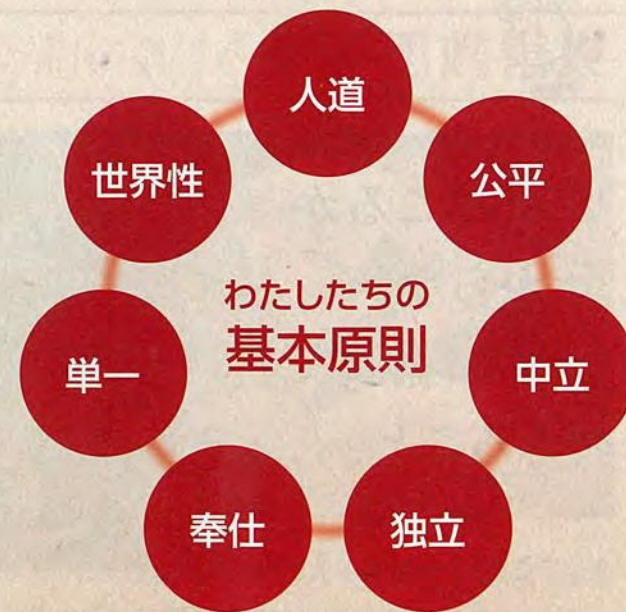 わたしたちの
基本原則
人道
公平
中立
独立
奉仕
単一
世界性